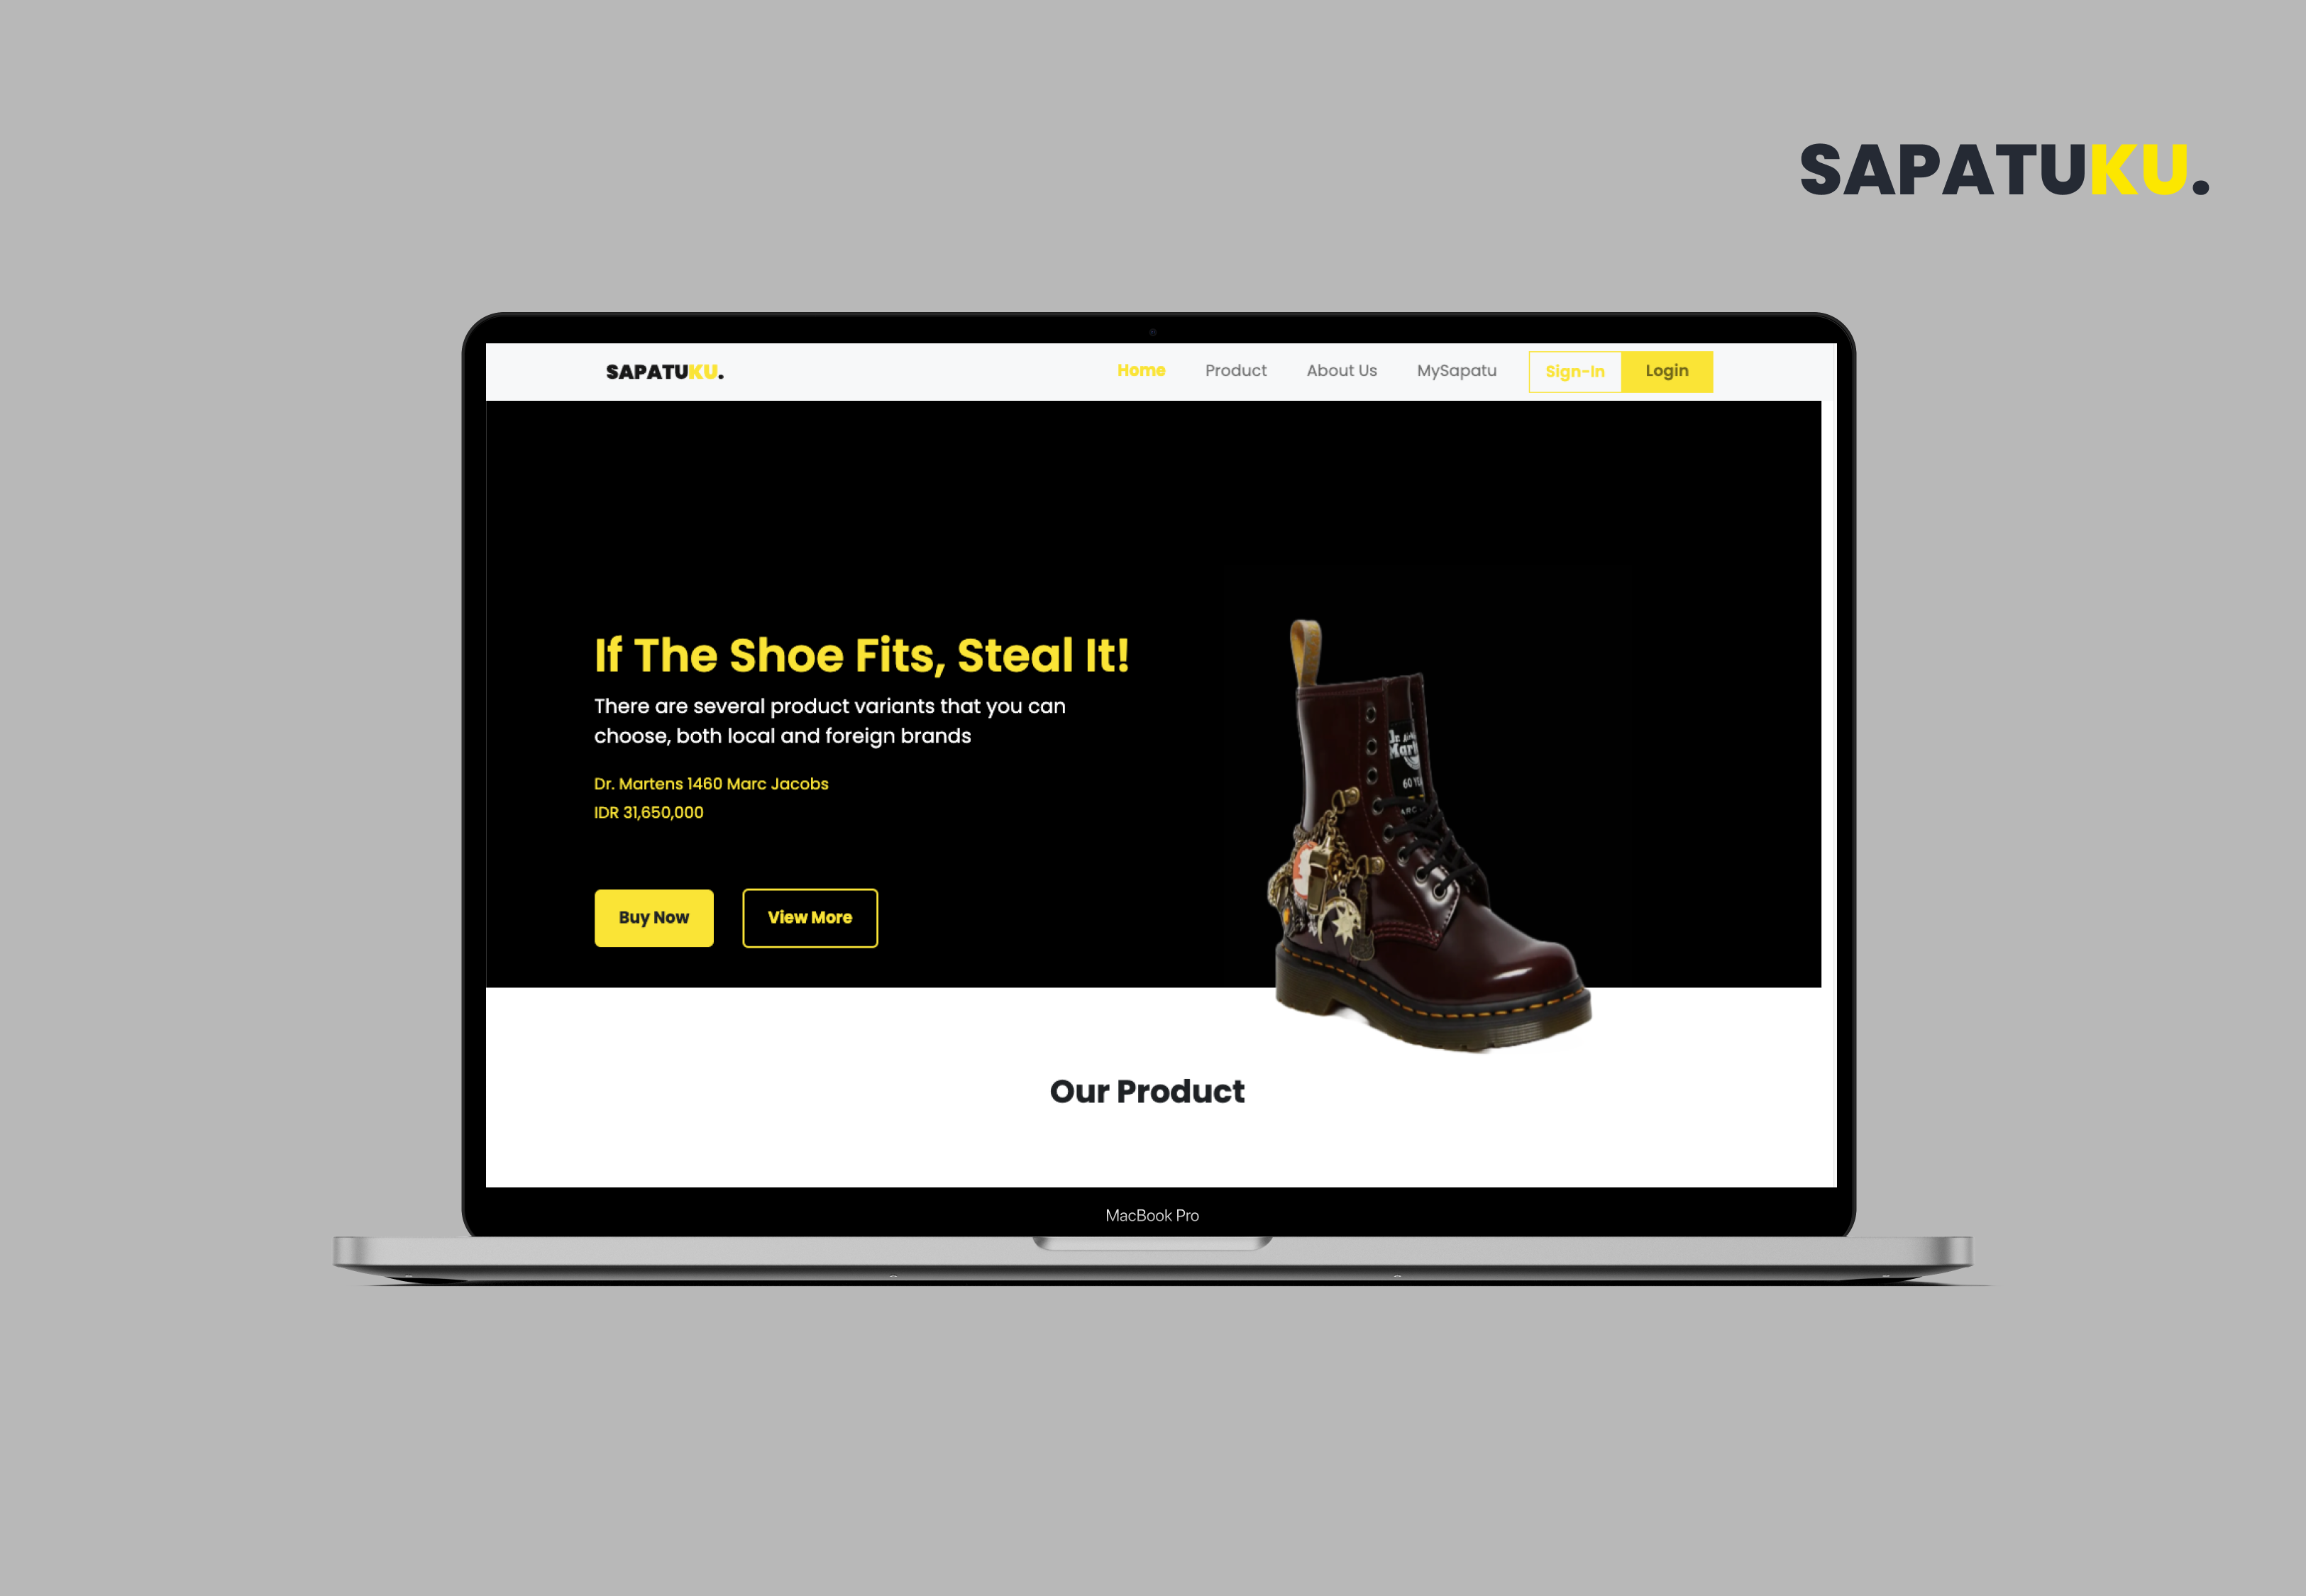 SAPATUKU.
SAPATUKU.
Home
Product
About Us
MySapatu
Sign-In
Login
If The Shoe Fits, Steal It!
There are several product variants that you can
choose, both local and foreign brands
Dr. Martens 1460 Marc Jacobs
IDR 31,650,000
Buy Now
View More
60
Our Product
MacBook Pro